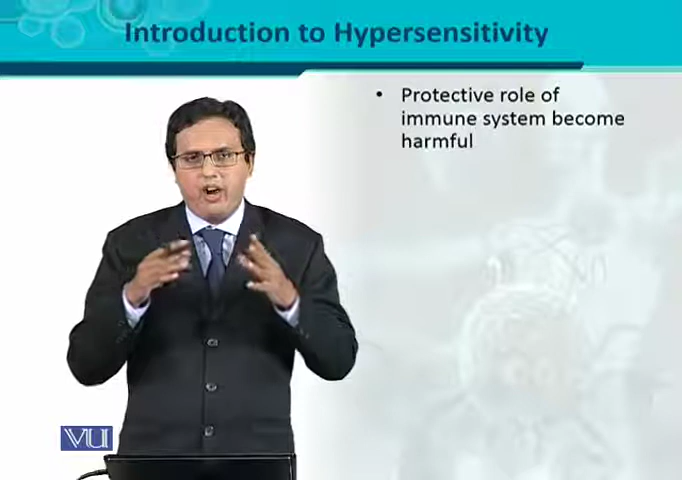 Introduction to Hypersensitivity
• Protective role of
immune system become
harmful
VU